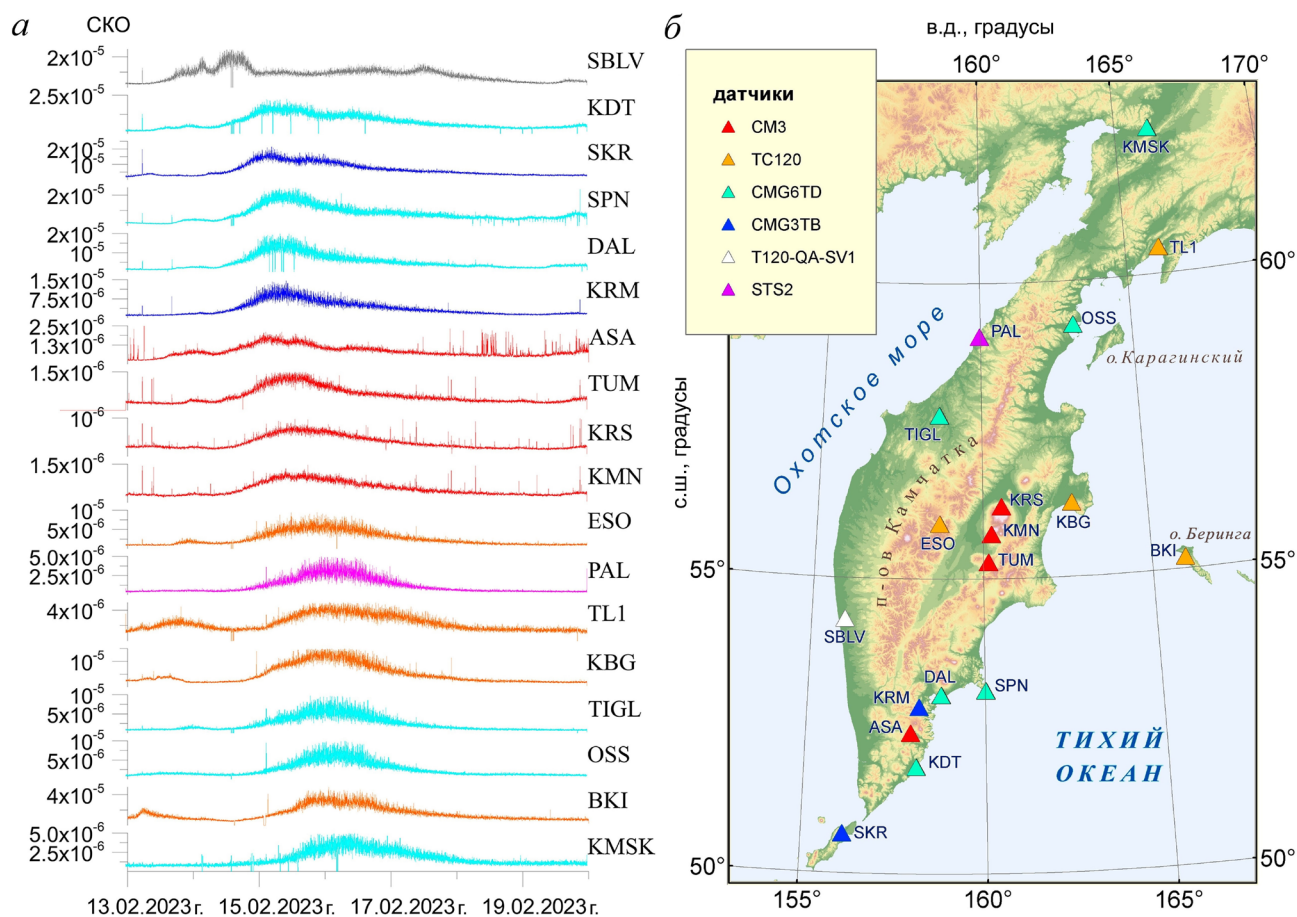 а
СКО
2x10⁻⁵
SBLV
2.5x10⁻⁵
KDT
2x10⁻⁵
10⁻⁵
SKR
2x10⁻⁵
SPN
2x10⁻⁵
10⁻⁵
DAL
1.5x10⁻⁵
7.5x10⁻⁶
KRM
2.5x10⁻⁶
1.3x10⁻⁶
ASA
1.5x10⁻⁶
TUM
10⁻⁶
KRS
1.5x10⁻⁶
KMN
10⁻⁵
5x10⁻⁶
ESO
5.0x10⁻⁶
2.5x10⁻⁶
PAL
4x10⁻⁶
TL1
10⁻⁵
KBG
10⁻⁵
5x10⁻⁶
TIGL
10⁻⁵
5x10⁻⁶
OSS
4x10⁻⁵
BKI
5.0x10⁻⁶
2.5x10⁻⁶
KMSK
13.02.2023г.
15.02.2023г.
17.02.2023г.
19.02.2023г.
б
в.д., градусы
160° 165° 170°
датчики
CM3
TC120
CMG6TD
CMG3TB
T120-QA-SV1
STS2
KMSK
TL1
60°
OSS
PAL
о.Карагинский
Охотское море
с.ш., градусы
TIGL
п-ов Камчатка
KRS
KBG
ESO
KMN
о.Беринга
BKI
TUM
55°
55°
SBLV
DAL
SPN
KRM
ASA
ТИХИЙ
ОКЕАН
KDT
SKR
50°
50°
155° 160° 165°